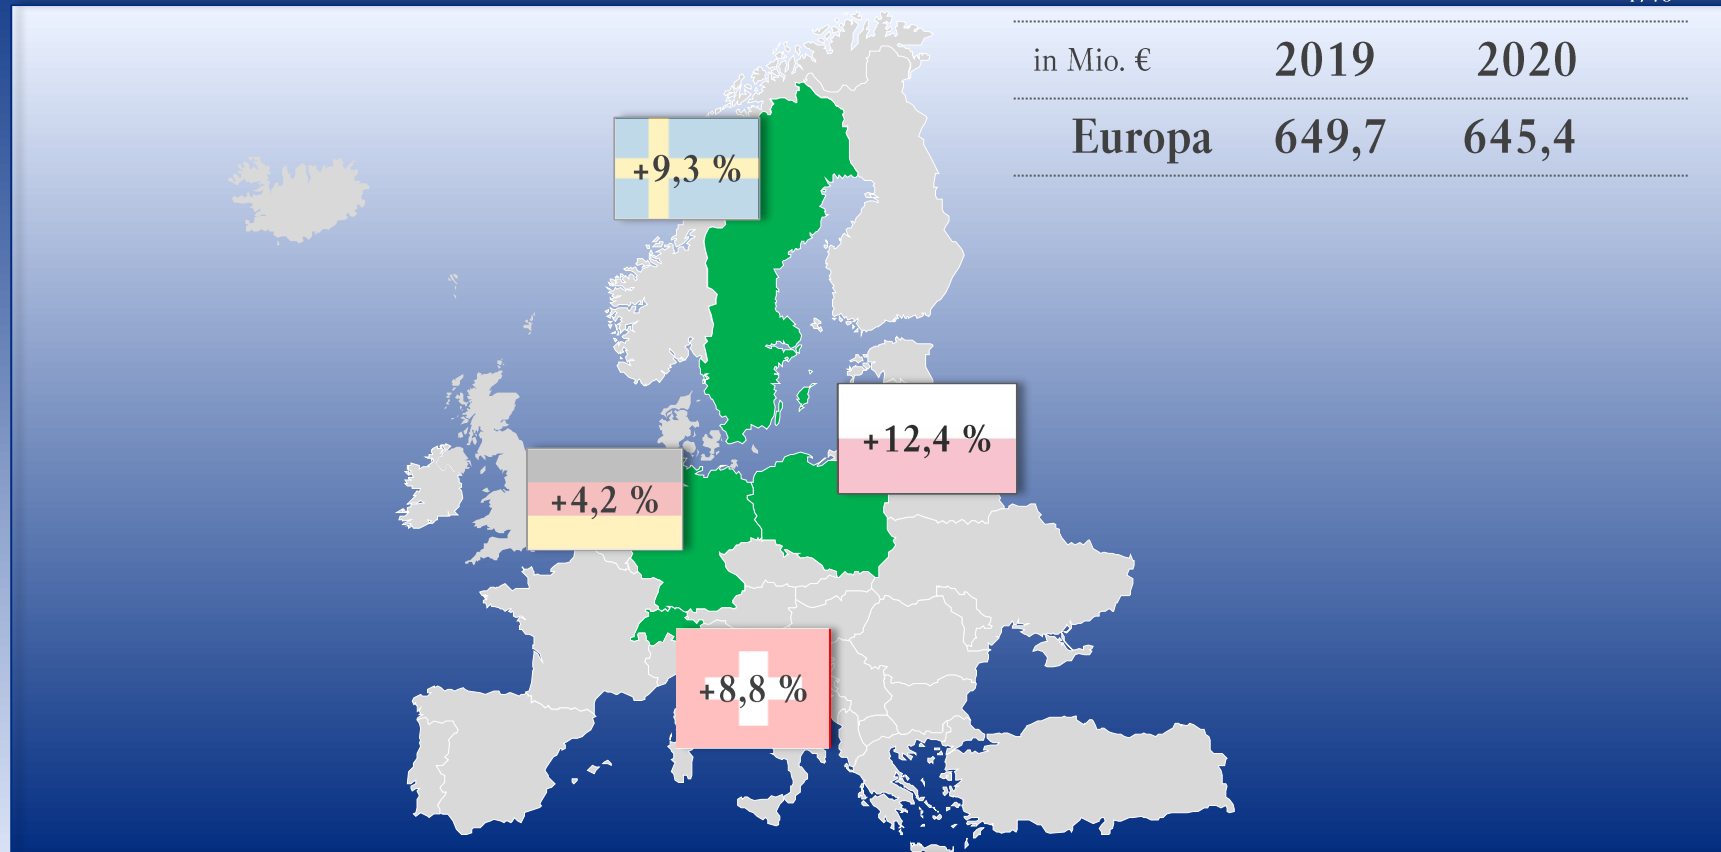 in Mio. € 2019 2020
Europa 649,7 645,4
+9,3 %
+12,4 %
+4,2 %
+8,8 %